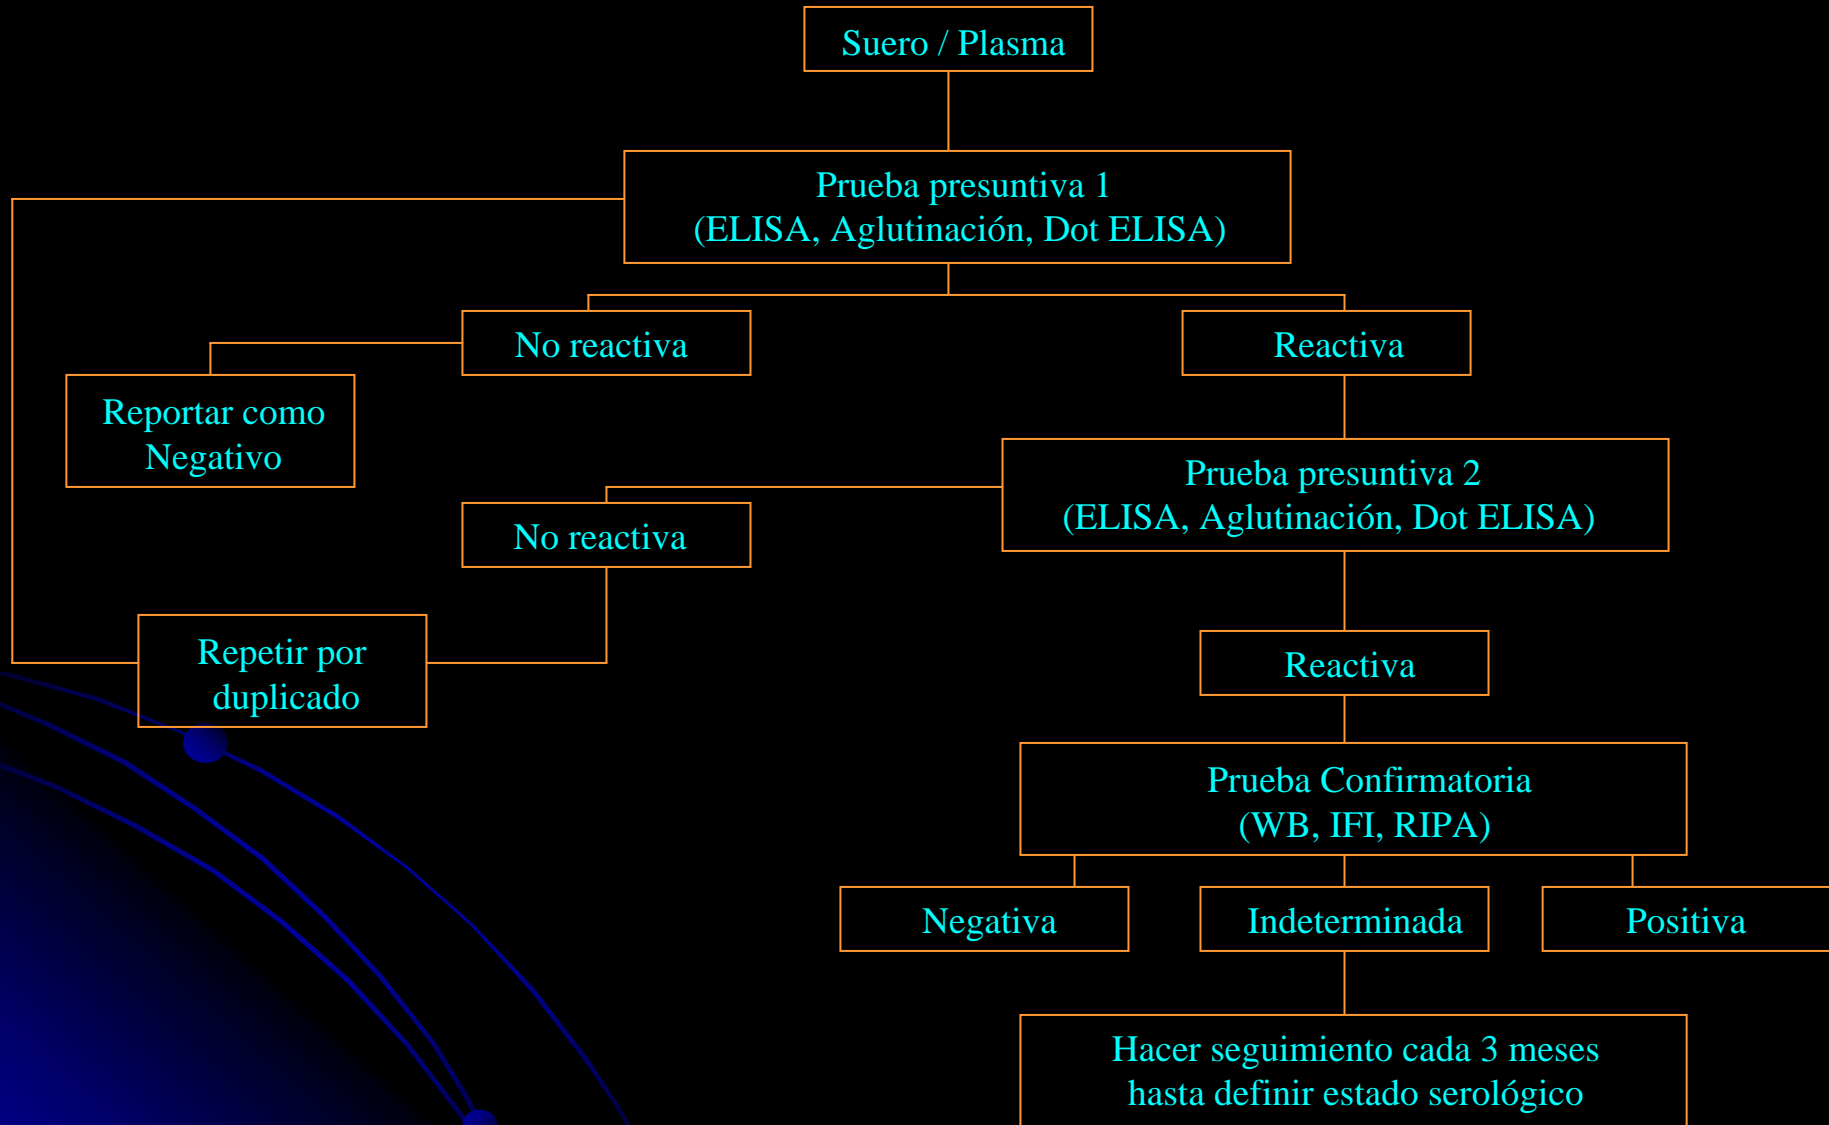 Suero / Plasma
Prueba presuntiva 1
(ELISA, Aglutinación, Dot ELISA)
No reactiva
Reactiva
Reportar como
Negativo
Prueba presuntiva 2
(ELISA, Aglutinación, Dot ELISA)
No reactiva
Repetir por
duplicado
Reactiva
Prueba Confirmatoria
(WB, IFI, RIPA)
Negativa
Indeterminada
Positiva
Hacer seguimiento cada 3 meses
hasta definir estado serológico